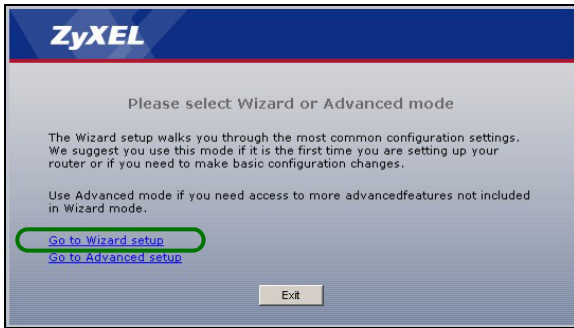 ZyXEL
Please select Wizard or Advanced mode
The Wizard setup walks you through the most common configuration settings.
We suggest you use this mode if it is the first time you are setting up your
router or if you need to make basic configuration changes.
Use Advanced mode if you need access to more advancedfeatures not included
in Wizard mode.
Go to Wizard setup
Go to Advanced setup
Exit